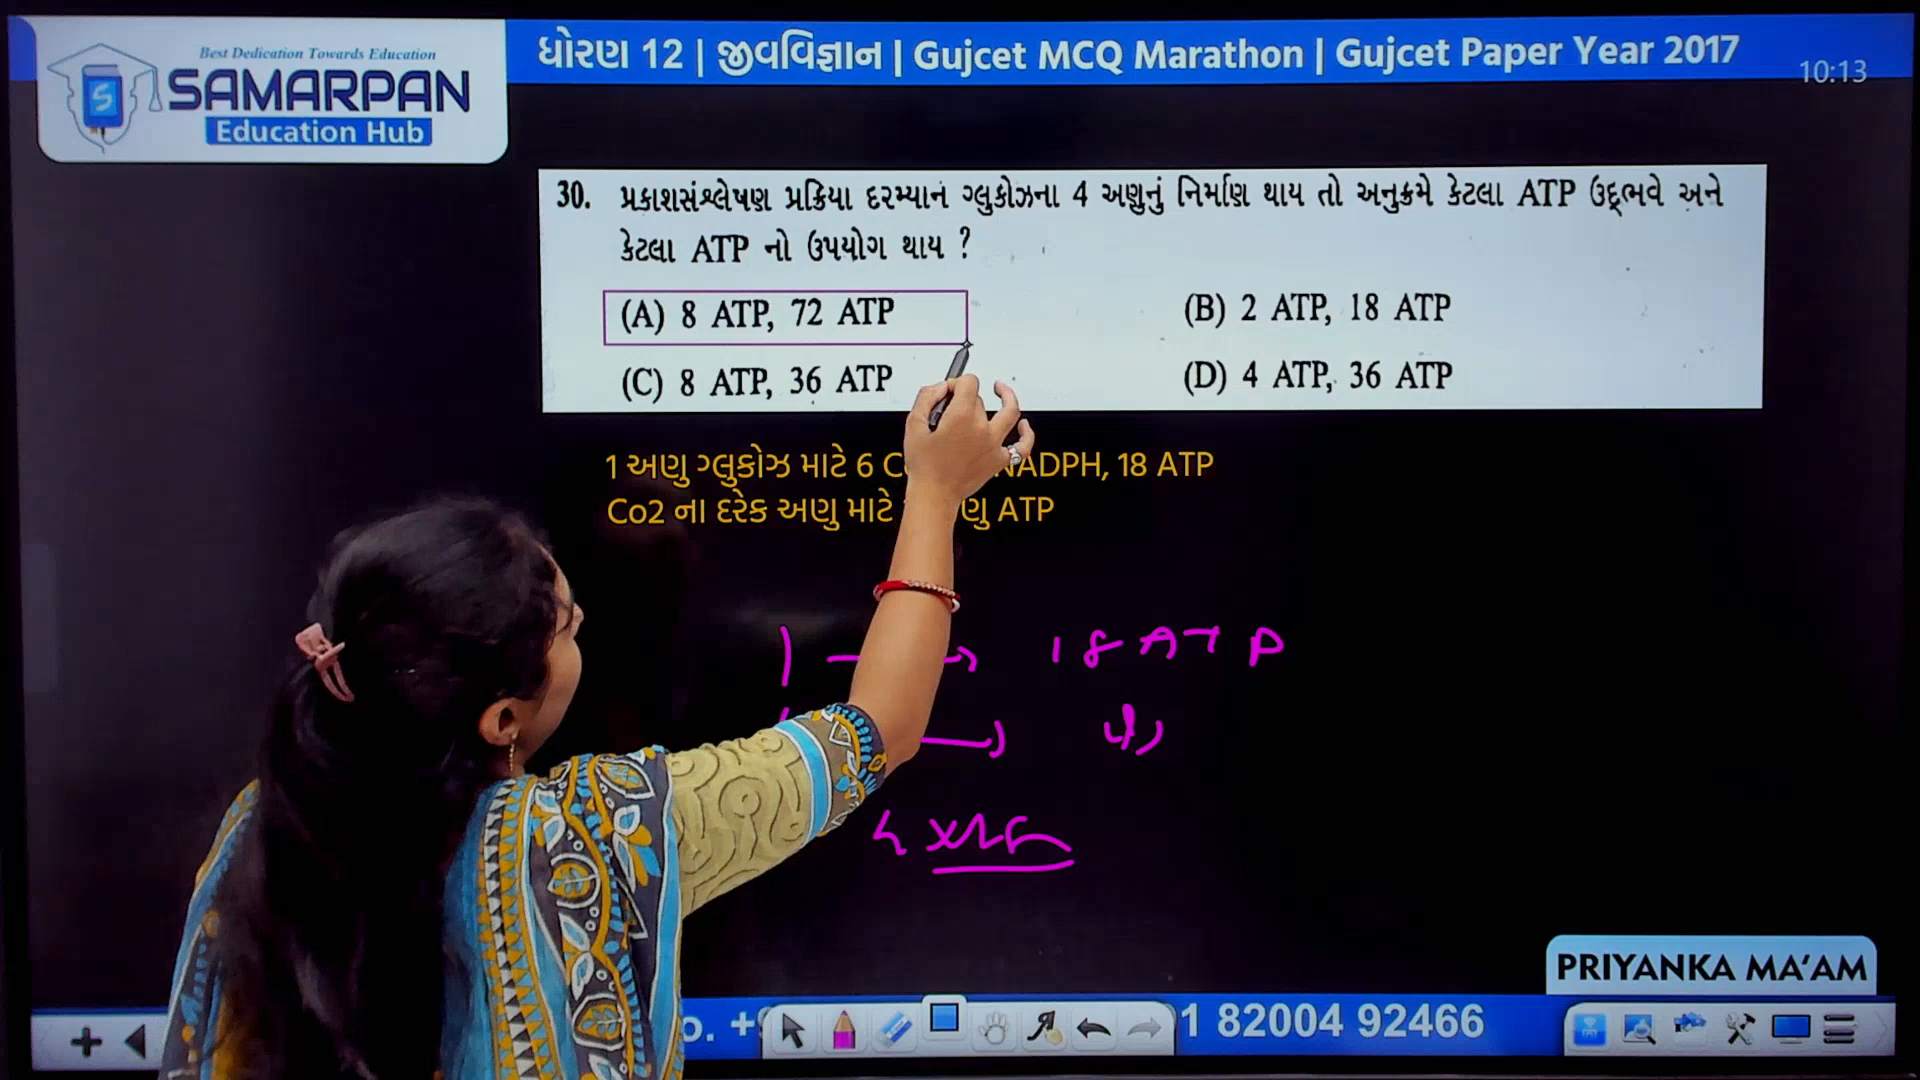 Best Dedication Towards Education
SAMARPAN
Education Hub
ધોરણ 12 | જીવવિજ્ઞાન | Gujcet MCQ Marathon | Gujcet Paper Year 2017
10:13
30. પ્રકાશસંશ્લેષણ પ્રક્રિયા દરમ્યાન ગ્લુકોઝના 4 અણુનું નિર્માણ થાય તો અનુક્રમે કેટલા ATP ઉદ્ભવે અને
કેટલા ATP નો ઉપયોગ થાય ?
(A) 8 ATP, 72 ATP (B) 2 ATP, 18 ATP
(C) 8 ATP, 36 ATP (D) 4 ATP, 36 ATP
1 અણુ ગ્લુકોઝ માટે 6 NADPH, 18 ATP
Co2 ના દરેક અણુ માટે ATP
1 → 18 ATP
PRIYANKA MA'AM
1 82004 92466